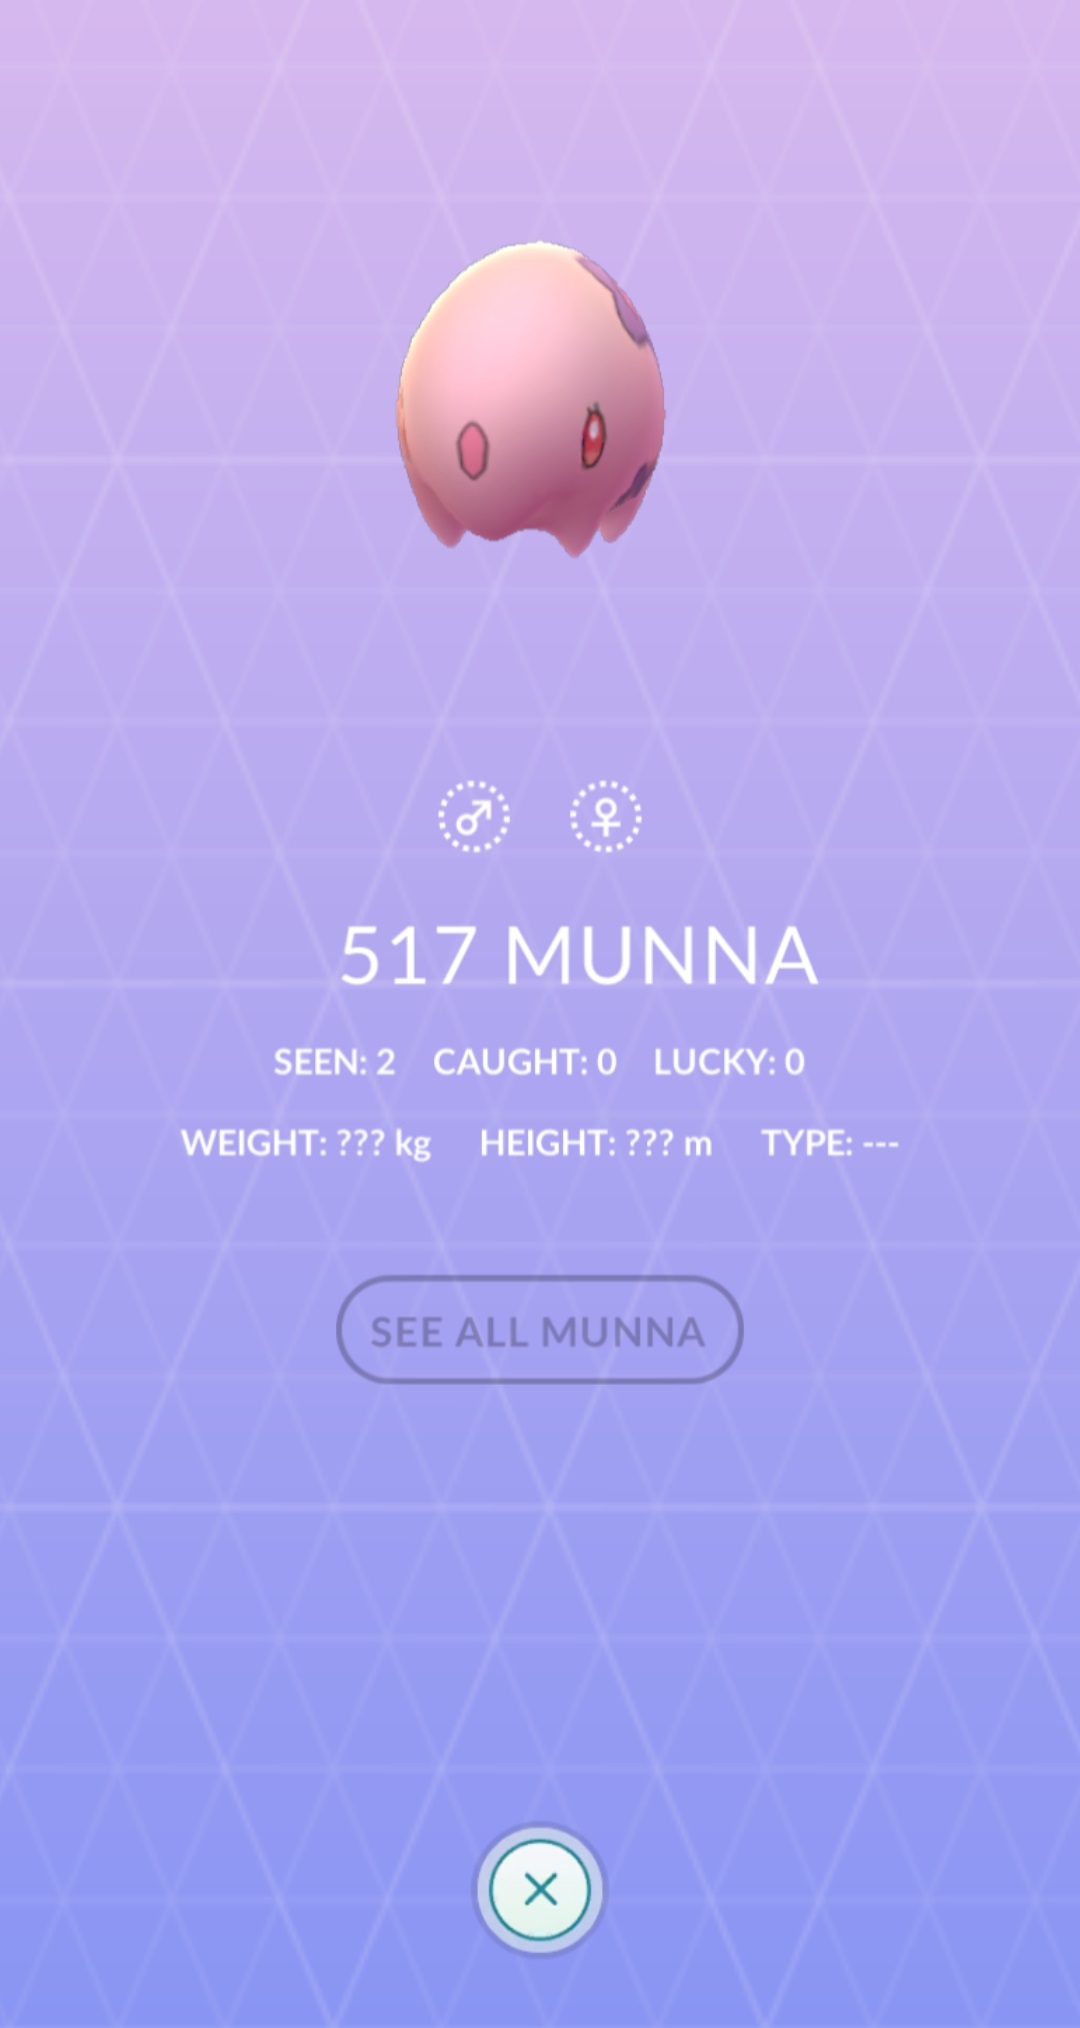 517 MUNNA
SEEN: 2 CAUGHT: 0 LUCKY: 0
WEIGHT: ??? kg HEIGHT: ??? m TYPE: ---
SEE ALL MUNNA